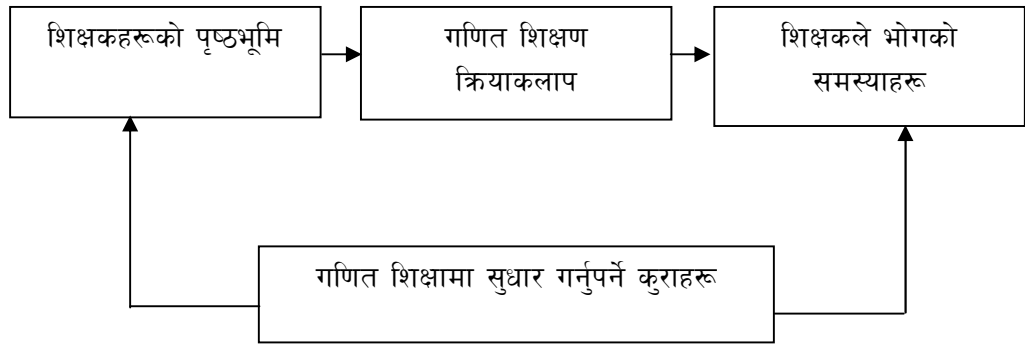 शिक्षकहरूको पृष्ठभूमि
गणित शिक्षण
क्रियाकलाप
शिक्षकले भोगको
समस्याहरू
गणित शिक्षामा सुधार गर्नुपर्ने कुराहरू